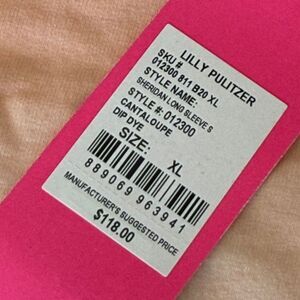 LILLY PULITZER
SKU #
012300 811 B20 XL
STYLE NAME:
SHERIDAN LONG SLEEVE S
STYLE #: 012300
CANTALOUPE
DIP DYE
SIZE:
XL
889069963941
MANUFACTURER'S SUGGESTED PRICE
$118.00